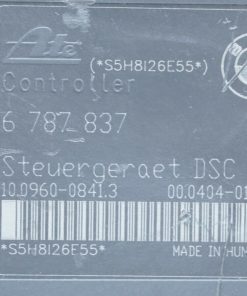 Ate (*S5H8I26E55*)
Controller
6 787 837
Steuergeraet DSC
10.0960-0841.3 00.0404-01
*S5H8I26E55* MADE IN HUN